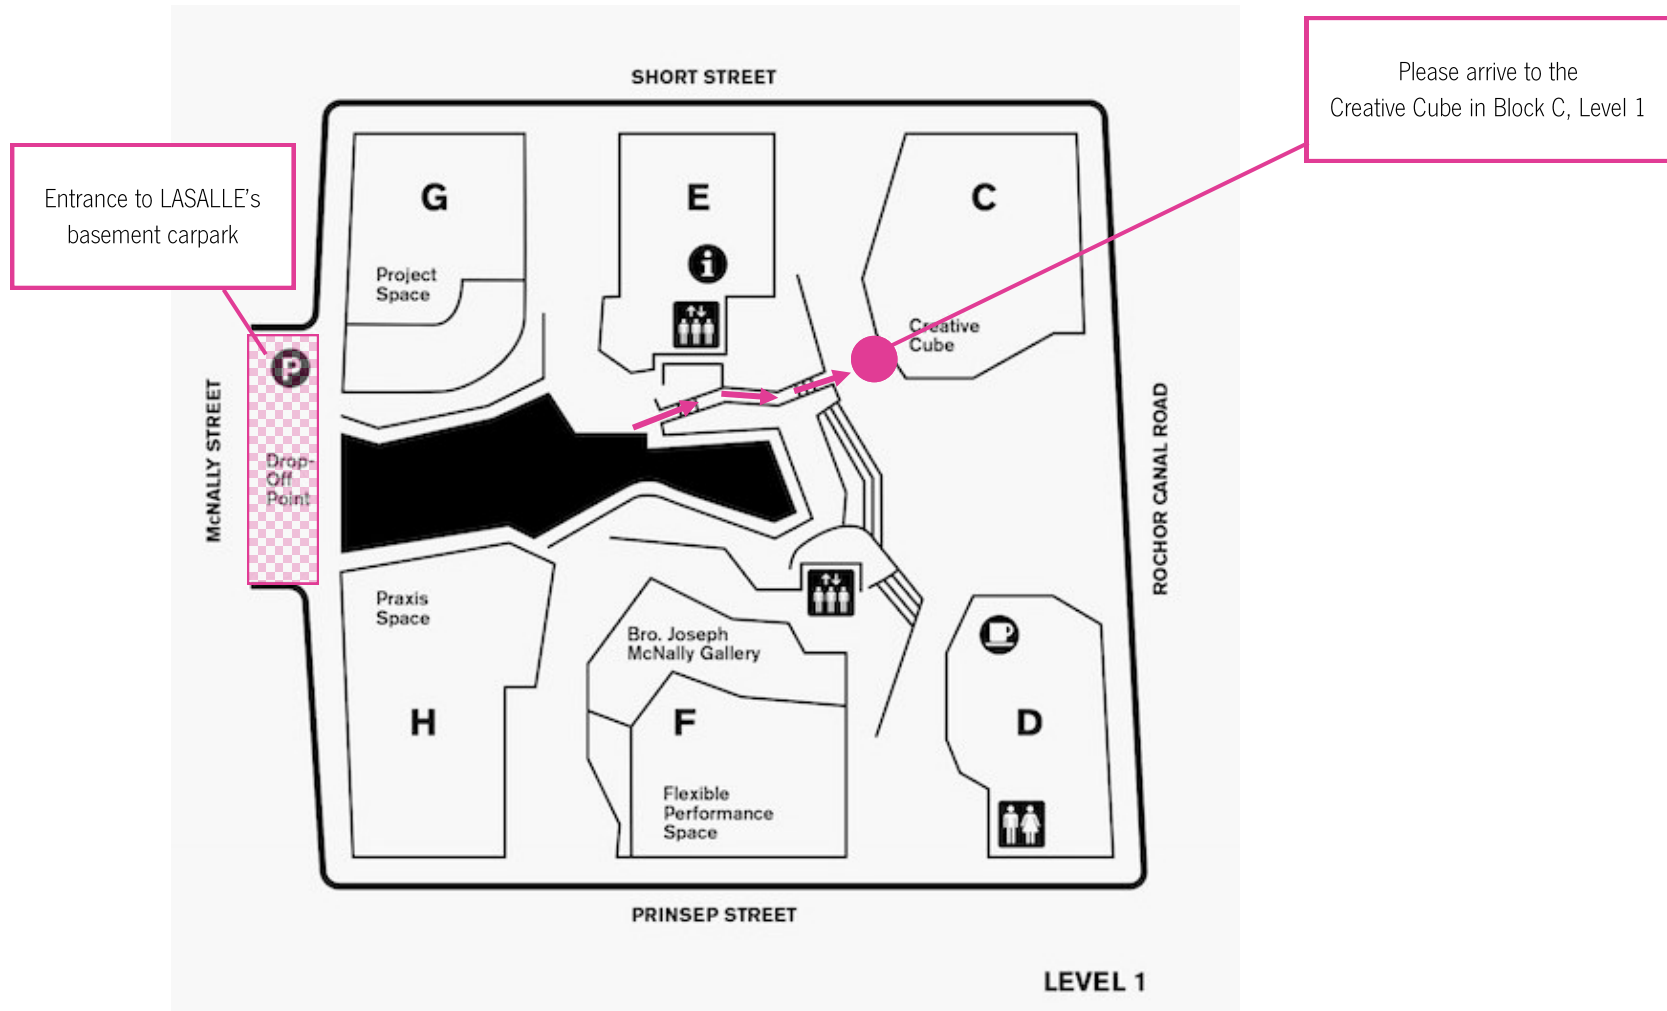 SHORT STREET
Please arrive to the
Creative Cube in Block C, Level 1
Entrance to LASALLE's
basement carpark
G
E
C
i
Project
Space
Creative
Cube
P
McNALLY STREET
Drop-
Off
Point
ROCHOR CANAL ROAD
Praxis
Space
Bro. Joseph
McNally Gallery
H
F
D
Flexible
Performance
Space
PRINSEP STREET
LEVEL 1